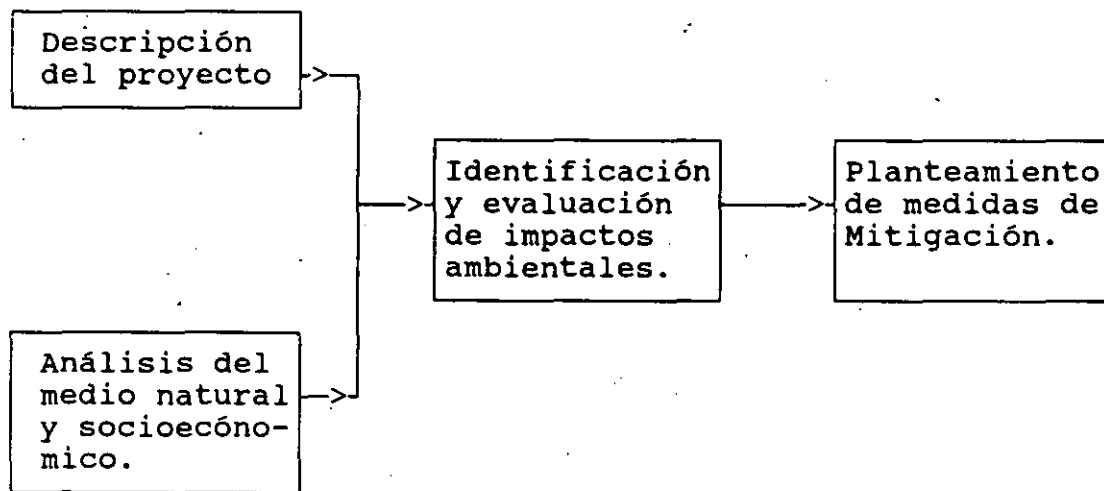 Descripción
del proyecto
Identificación
y evaluación
de impactos
ambientales.
Planteamiento
de medidas de
Mitigación.
Análisis del
medio natural
y socioecóno-
mico.